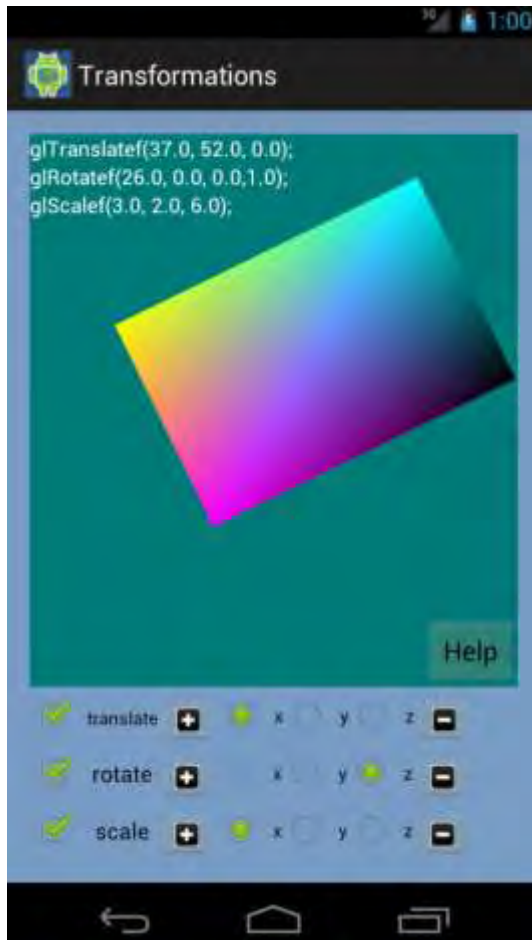 3G 1:00
Transformations
glTranslatef(37.0, 52.0, 0.0);
glRotatef(26.0, 0.0, 0.0,1.0);
glScalef(3.0, 2.0, 6.0);
Help
translate + x y z -
rotate + x y z -
scale + x y z -